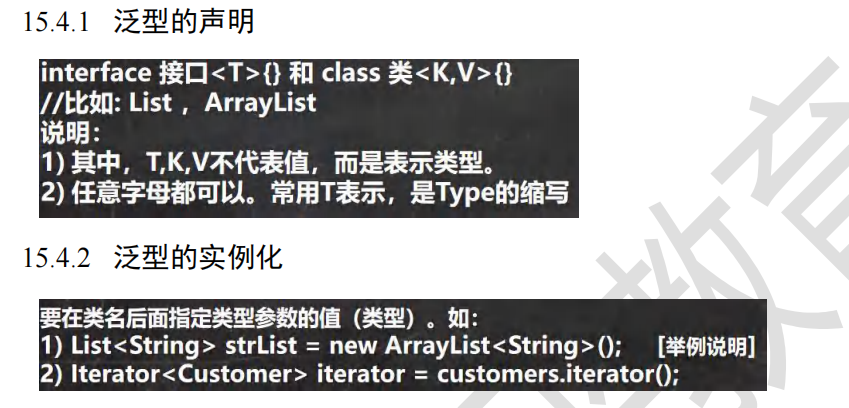 15.4.1 泛型的声明
interface 接口<T>{} 和 class 类<K,V>{}
//比如: List ，ArrayList
说明：
1) 其中，T,K,V不代表值，而是表示类型。
2) 任意字母都可以。常用T表示，是Type的缩写
15.4.2 泛型的实例化
要在类名后面指定类型参数的值（类型）。如：
1) List<String> strList = new ArrayList<String>(); [举例说明]
2) Iterator<Customer> iterator = customers.iterator();
教育